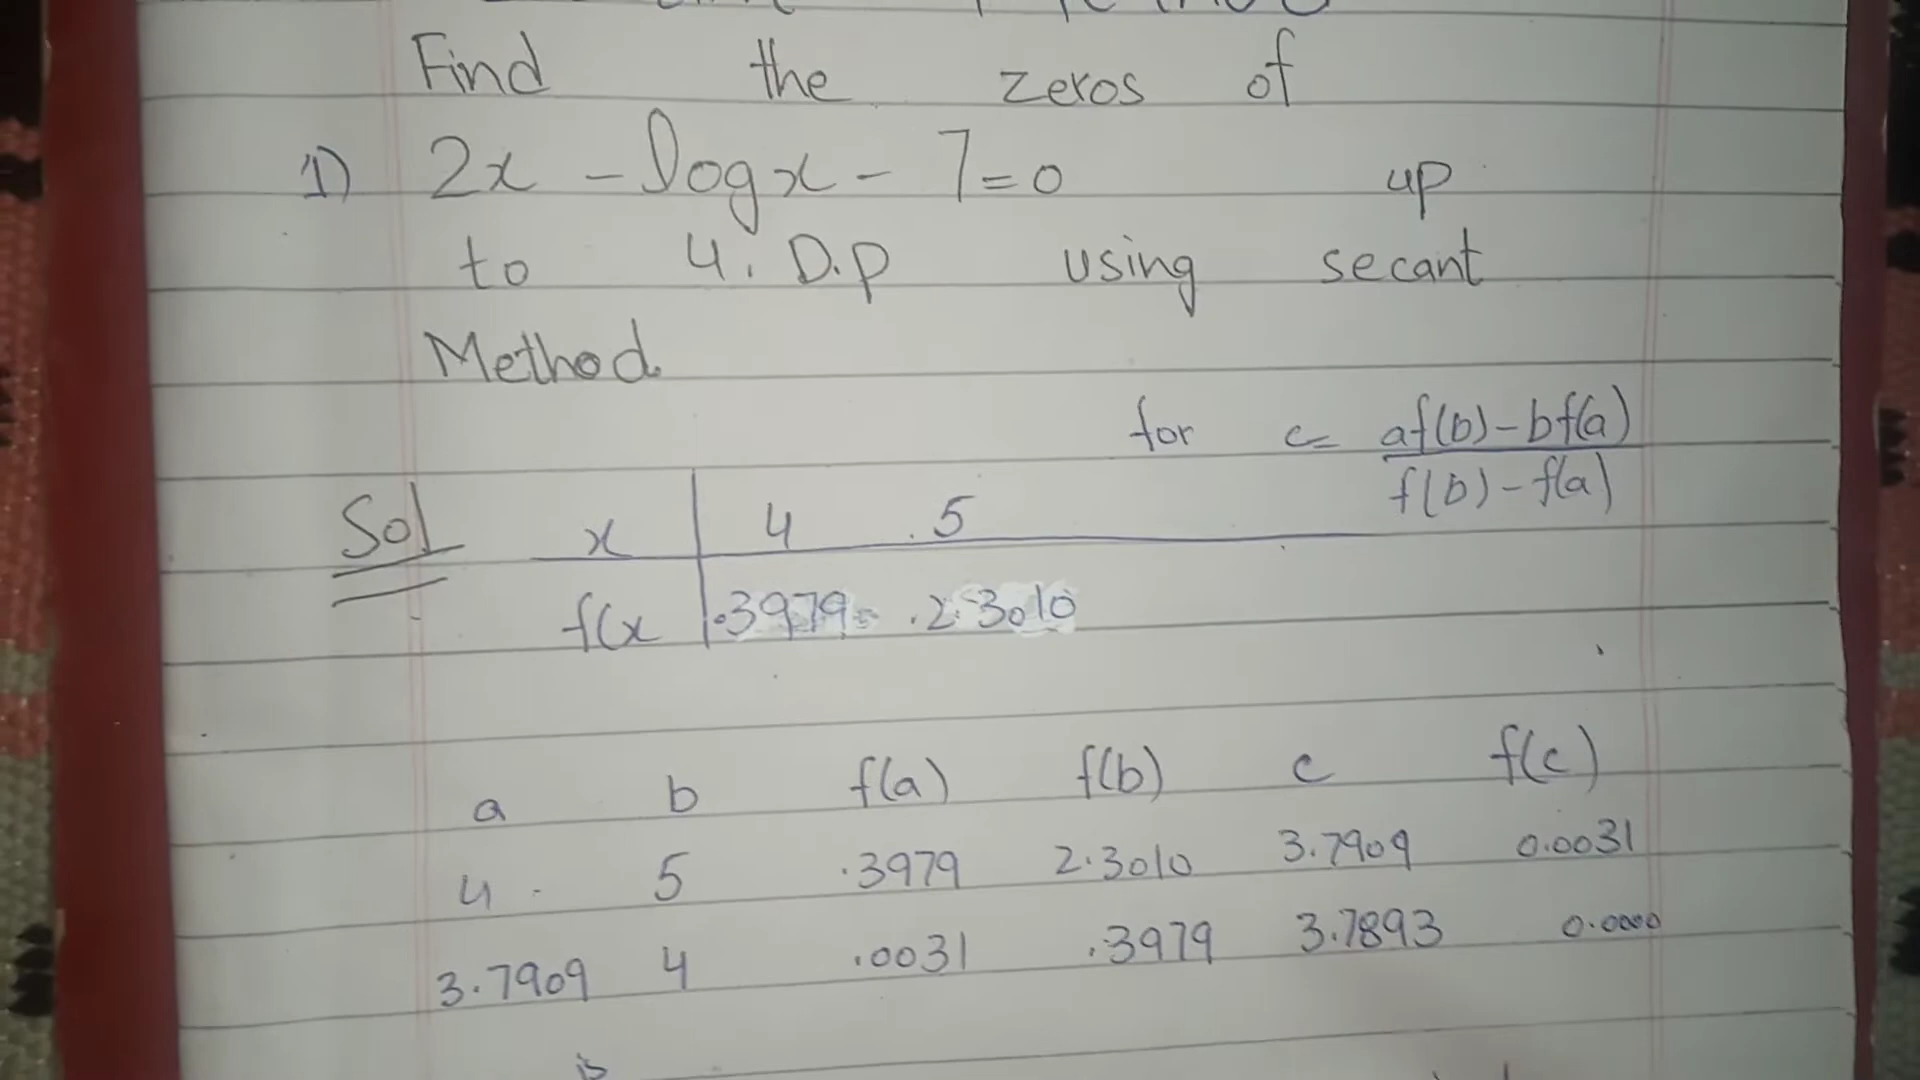 Find the zeros of
1) 2x - log x - 7 = 0 up
to 4. D.p using secant
Method.
for c = af(b) - bf(a) / f(b) - f(a)
Sol x 4 .5
f(x .3979 .2.3010
a b f(a) f(b) c f(c)
4 5 .3979 2.3010 3.7909 0.0031
3.7909 4 .0031 .3979 3.7893 0.0000
is